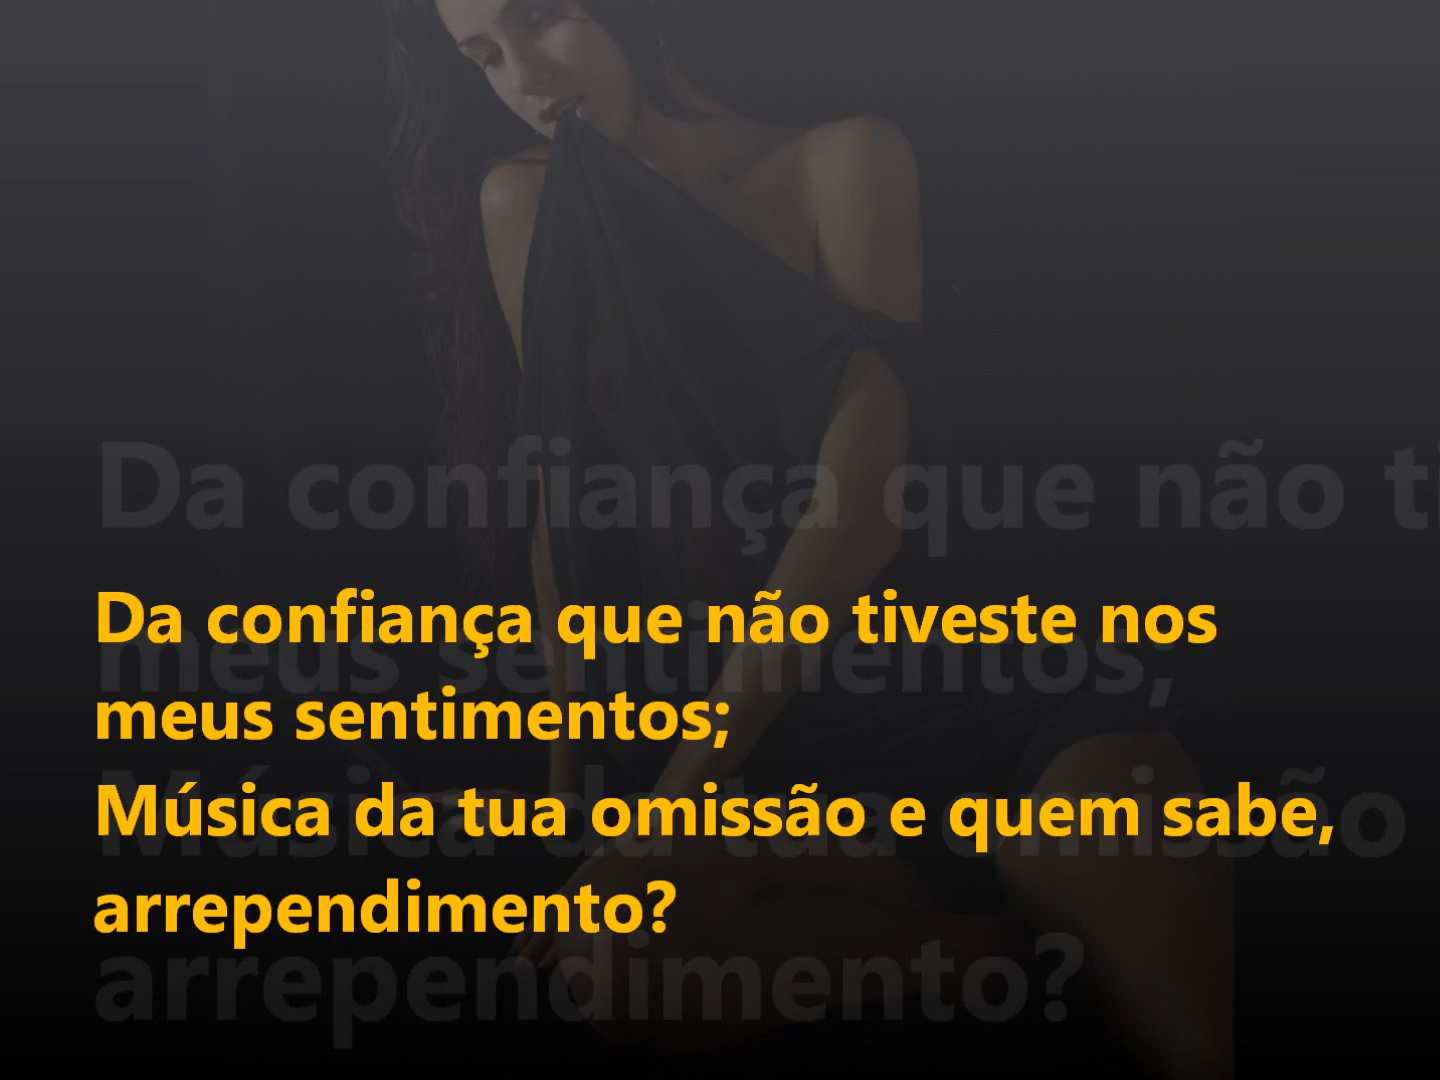 Da confiança que não tiveste nos
meus sentimentos;
Música da tua omissão e quem sabe,
arrependimento?